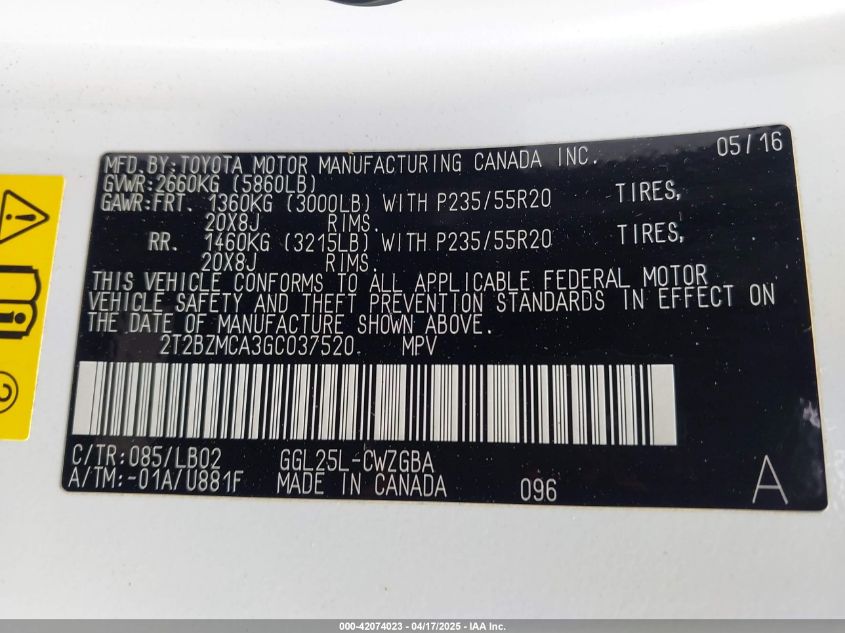 MFD. BY: TOYOTA MOTOR MANUFACTURING CANADA INC. 05/16
GVWR: 2660KG (5860LB)
GAWR: FRT. 1360KG (3000LB) WITH P235/55R20 TIRES,
20X8J RIMS.
RR. 1460KG (3215LB) WITH P235/55R20 TIRES,
20X8J RIMS.
THIS VEHICLE CONFORMS TO ALL APPLICABLE FEDERAL MOTOR
VEHICLE SAFETY AND THEFT PREVENTION STANDARDS IN EFFECT ON
THE DATE OF MANUFACTURE SHOWN ABOVE.
2T2BZMCA3GC037520 MPV
C/TR: 085/LB02 GGL25L-CWZGBA
A/TM: -01A/U881F MADE IN CANADA 096 A
2
000-42074023 - 04/17/2025 - IAA Inc.